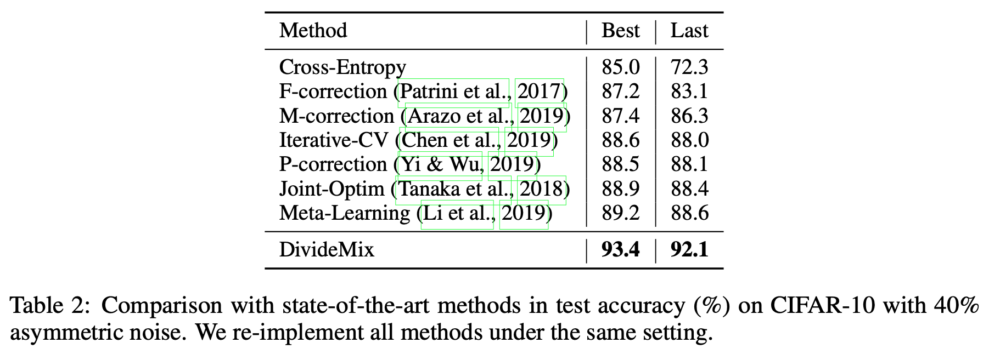 Method Best Last
Cross-Entropy 85.0 72.3
F-correction (Patrini et al., 2017) 87.2 83.1
M-correction (Arazo et al., 2019) 87.4 86.3
Iterative-CV (Chen et al., 2019) 88.6 88.0
P-correction (Yi & Wu, 2019) 88.5 88.1
Joint-Optim (Tanaka et al., 2018) 88.9 88.4
Meta-Learning (Li et al., 2019) 89.2 88.6
DivideMix 93.4 92.1
Table 2: Comparison with state-of-the-art methods in test accuracy (%) on CIFAR-10 with 40%
asymmetric noise. We re-implement all methods under the same setting.